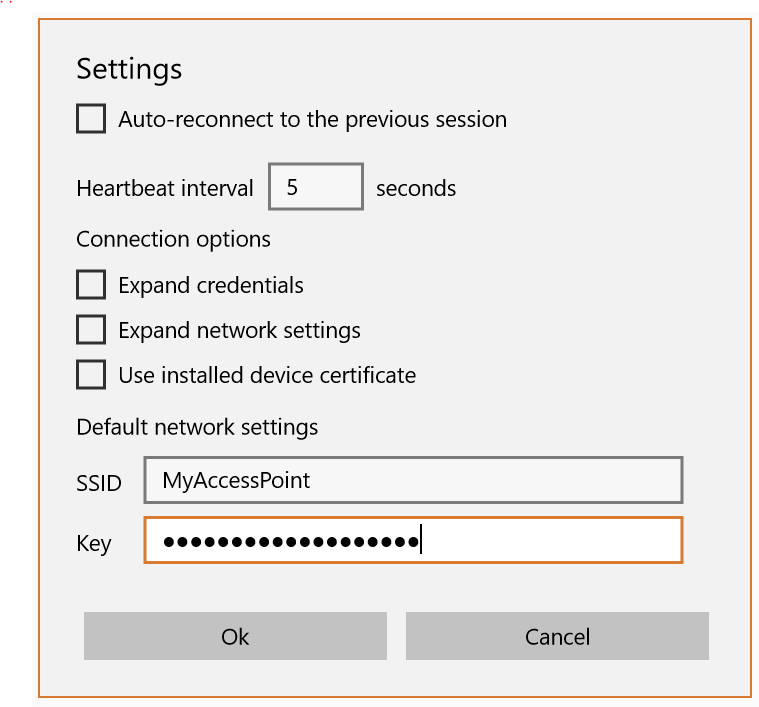 Settings
Auto-reconnect to the previous session
Heartbeat interval 5 seconds
Connection options
Expand credentials
Expand network settings
Use installed device certificate
Default network settings
SSID MyAccessPoint
Key ●●●●●●●●●●●●●●●●●●●
Ok Cancel